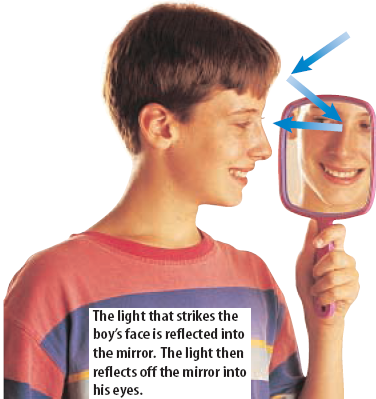 The light that strikes the
boy's face is reflected into
the mirror. The light then
reflects off the mirror into
his eyes.